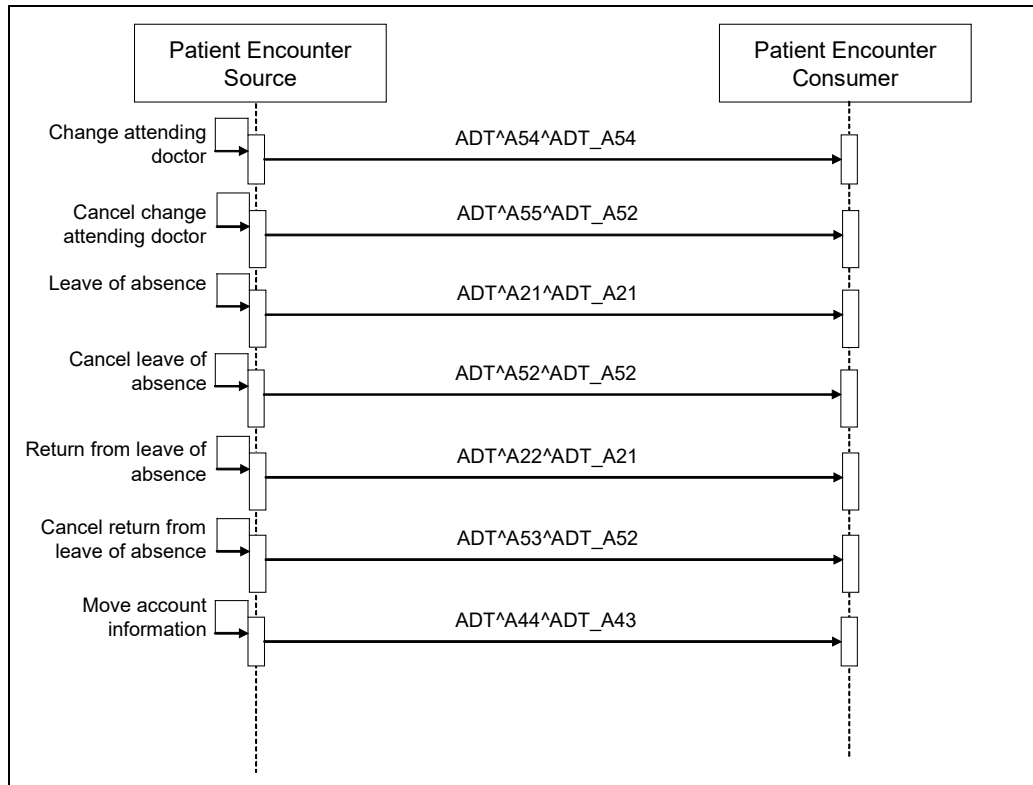 Patient Encounter
Source
Patient Encounter
Consumer
Change attending
doctor
ADT^A54^ADT_A54
Cancel change
attending doctor
ADT^A55^ADT_A52
Leave of absence
ADT^A21^ADT_A21
Cancel leave of
absence
ADT^A52^ADT_A52
Return from leave of
absence
ADT^A22^ADT_A21
Cancel return from
leave of absence
ADT^A53^ADT_A52
Move account
information
ADT^A44^ADT_A43